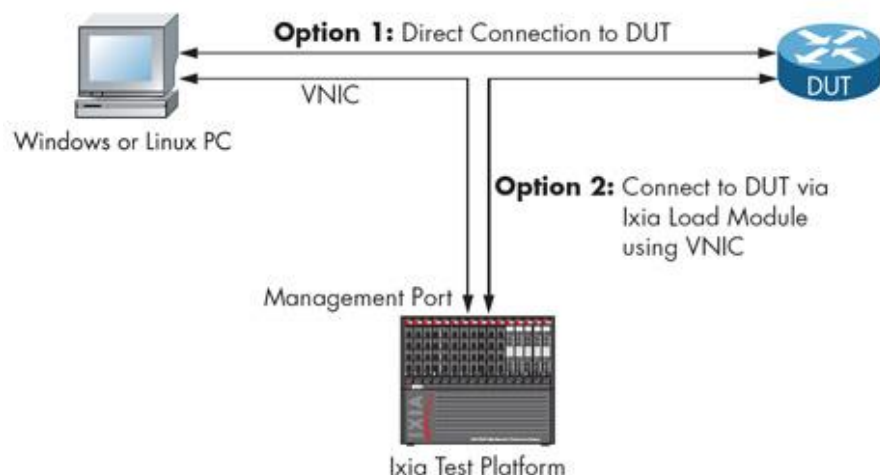 Option 1: Direct Connection to DUT
VNIC
DUT
Windows or Linux PC
Option 2: Connect to DUT via
Ixia Load Module
using VNIC
Management Port
IXIA
Ixia Test Platform